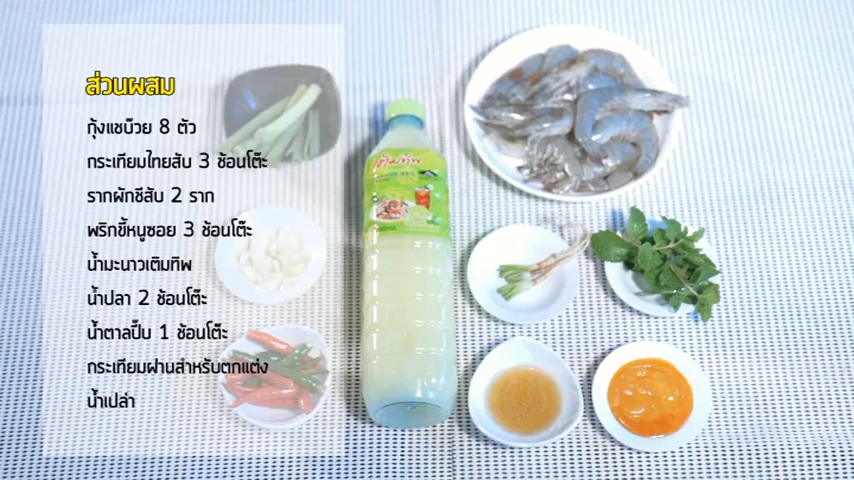 ส่วนผสม
กุ้งแชบ๊วย 8 ตัว
กระเทียมไทยสับ 3 ช้อนโต๊ะ
รากผักชีสับ 2 ราก
พริกขี้หนูซอย 3 ช้อนโต๊ะ
น้ำมะนาวเติมทิพ
น้ำปลา 2 ช้อนโต๊ะ
น้ำตาลปี๊บ 1 ช้อนโต๊ะ
กระเทียมฝานสำหรับตกแต่ง
น้ำเปล่า
เติมทิพ